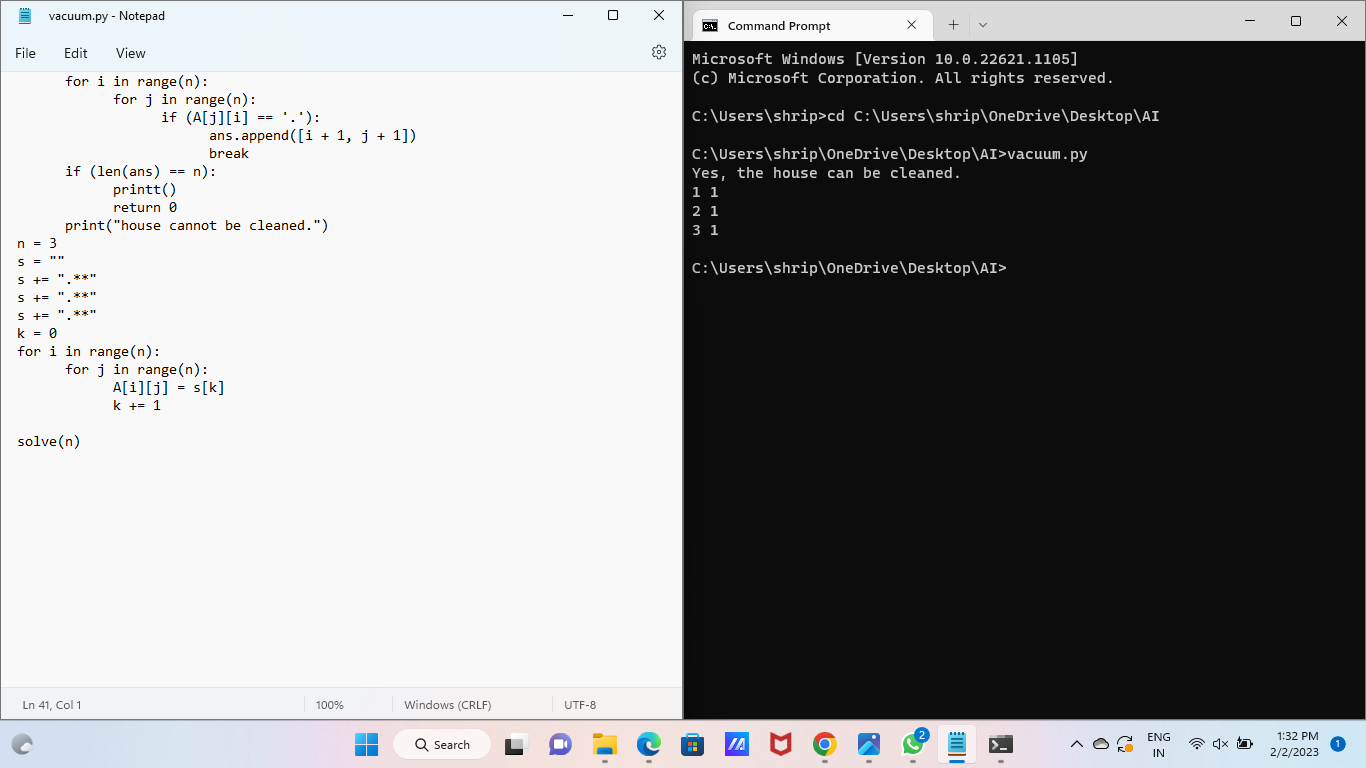 vacuum.py - Notepad
File Edit View
for i in range(n):
for j in range(n):
if (A[j][i] == '.'):
ans.append([i + 1, j + 1])
break
if (len(ans) == n):
printt()
return 0
print("house cannot be cleaned.")
n = 3
s = ""
s += ".**"
s += ".**"
s += ".**"
k = 0
for i in range(n):
for j in range(n):
A[i][j] = s[k]
k += 1
solve(n)
Ln 41, Col 1 100% Windows (CRLF) UTF-8
Command Prompt
Microsoft Windows [Version 10.0.22621.1105]
(c) Microsoft Corporation. All rights reserved.
C:\Users\shrip>cd C:\Users\shrip\OneDrive\Desktop\AI
C:\Users\shrip\OneDrive\Desktop\AI>vacuum.py
Yes, the house can be cleaned.
1 1
2 1
3 1
C:\Users\shrip\OneDrive\Desktop\AI>
Search
2
ENG
IN
1:32 PM
2/2/2023
1